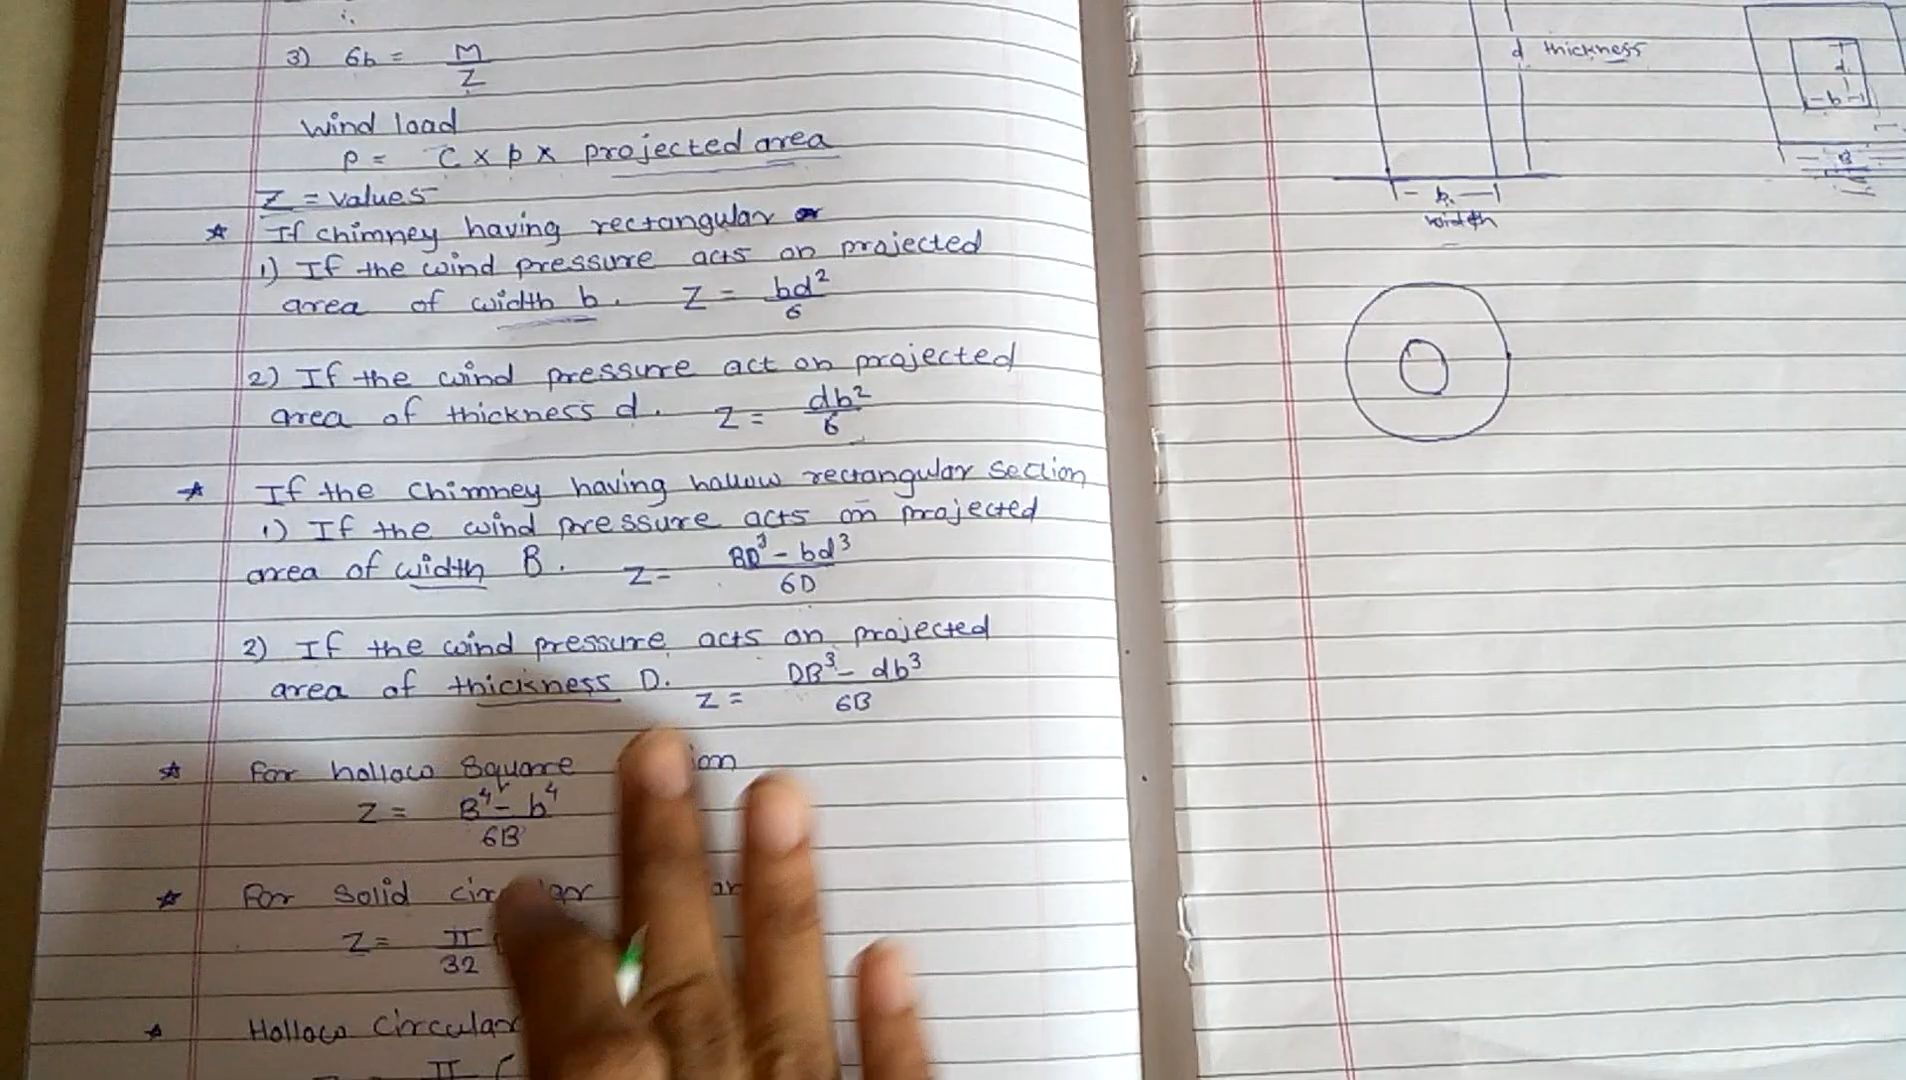 3) 6b = M/Z
Wind load
P = C x p x projected area
Z = values
* If chimney having rectangular
1) If the wind pressure acts on projected
area of width b. Z = bd²/6
2) If the wind pressure act on projected
area of thickness d. Z = db²/6
* If the Chimney having hollow rectangular Section
1) If the wind pressure acts on projected
area of width B. Z = BD³ - bd³/6D
2) If the wind pressure acts on projected
area of thickness D. Z = DB³ - db³/6B
* For hollow Square
Z = B⁴ - b⁴/6B
* For Solid
Z = π/32
* Hollow Circular
π
d thickness
b
width
d
b
B